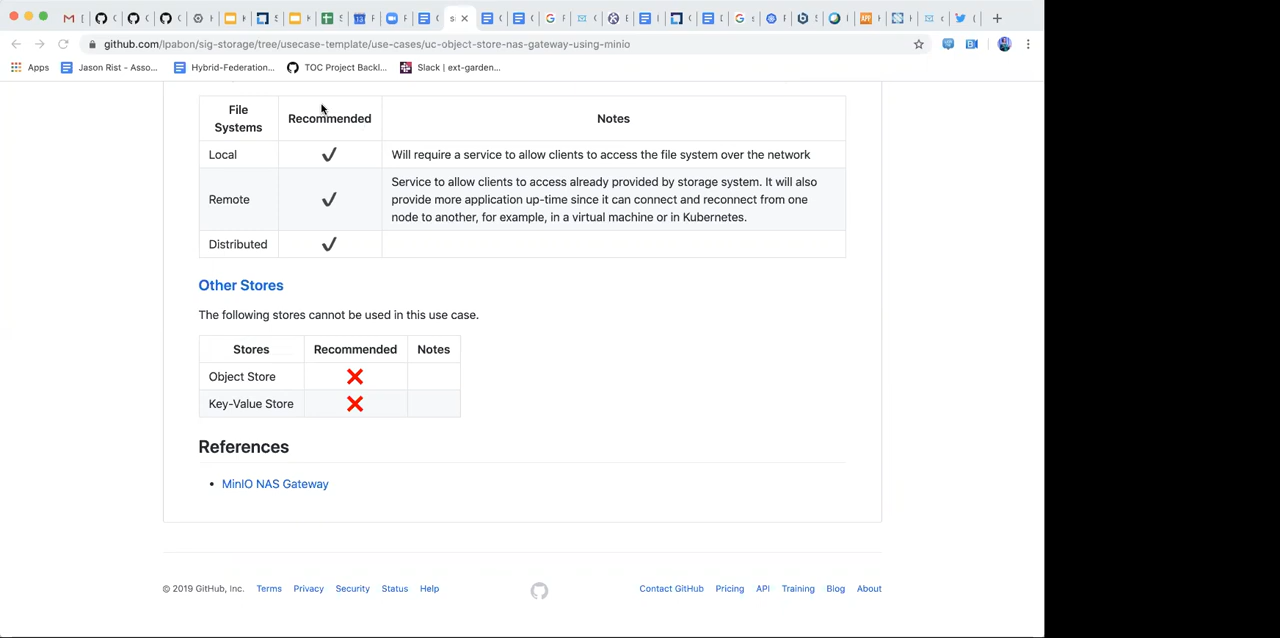 github.com/lpabon/sig-storage/tree/usecase-template/use-cases/uc-object-store-nas-gateway-using-minio
Apps
Jason Rist - Asso...
Hybrid-Federation...
TOC Project Backl...
Slack | ext-garden...
File Systems
Recommended
Notes
Local
✓
Will require a service to allow clients to access the file system over the network
Remote
✓
Service to allow clients to access already provided by storage system. It will also
provide more application up-time since it can connect and reconnect from one
node to another, for example, in a virtual machine or in Kubernetes.
Distributed
✓
Other Stores
The following stores cannot be used in this use case.
Stores
Recommended
Notes
Object Store
❌
Key-Value Store
❌
References
• MinIO NAS Gateway
© 2019 GitHub, Inc.
Terms
Privacy
Security
Status
Help
Contact GitHub
Pricing
API
Training
Blog
About